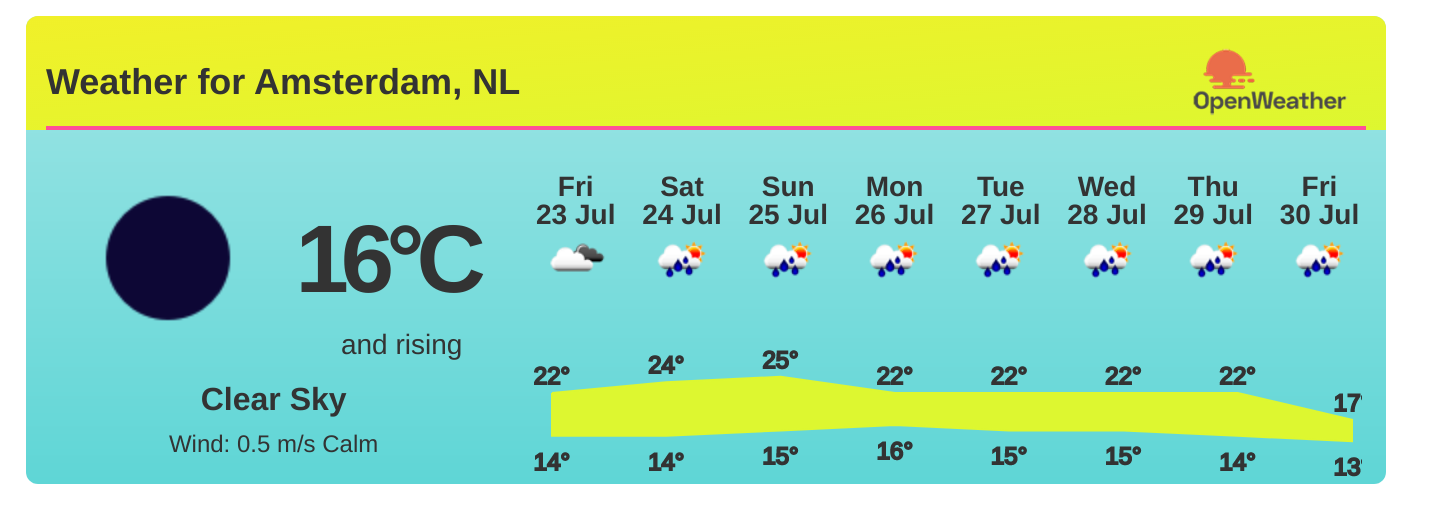 Weather for Amsterdam, NL
OpenWeather
Fri Sat Sun Mon Tue Wed Thu Fri
23 Jul 24 Jul 25 Jul 26 Jul 27 Jul 28 Jul 29 Jul 30 Jul
16°C
and rising
Clear Sky
Wind: 0.5 m/s Calm
22° 24° 25° 22° 22° 22° 22° 17°
14° 14° 15° 16° 15° 15° 14° 13°